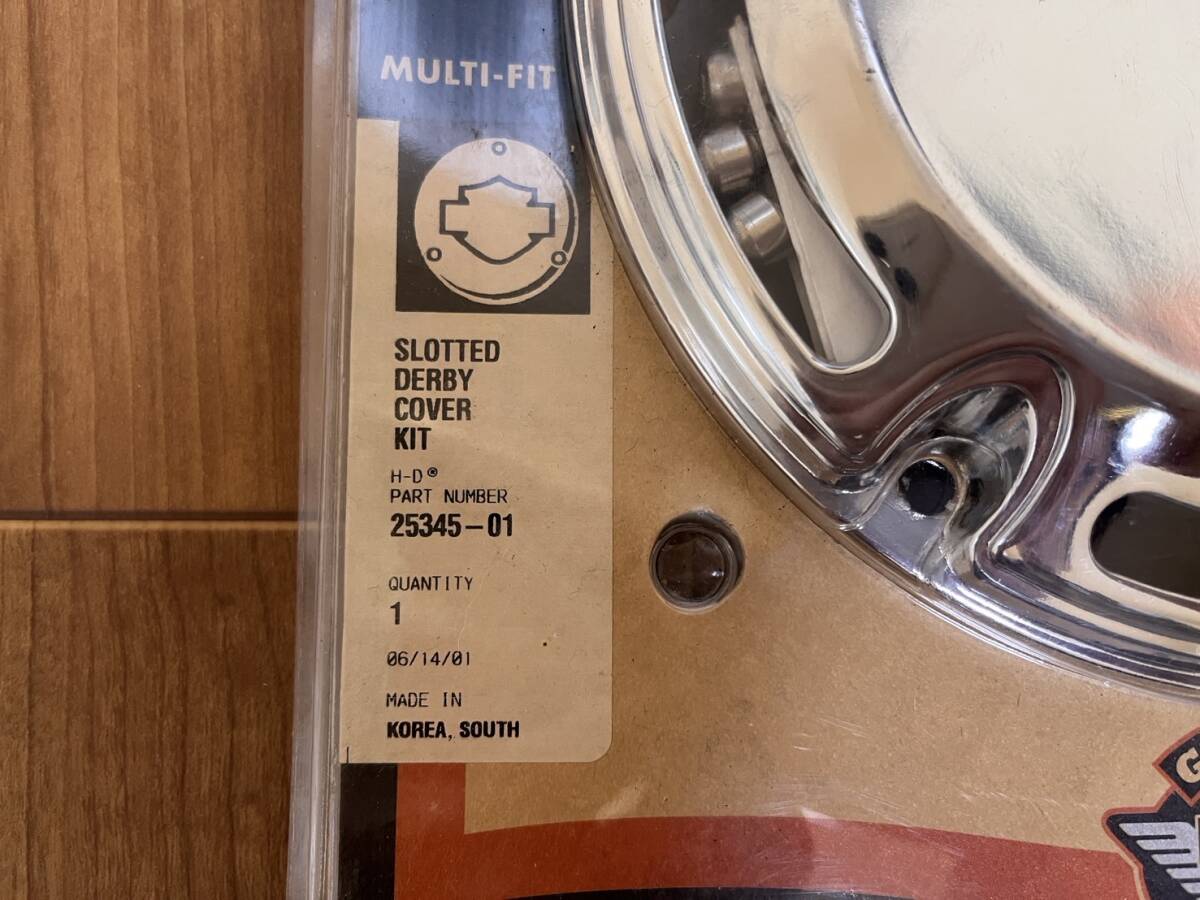 MULTI-FIT
SLOTTED
DERBY
COVER
KIT
H-D®
PART NUMBER
25345-01
QUANTITY
1
06/14/01
MADE IN
KOREA, SOUTH